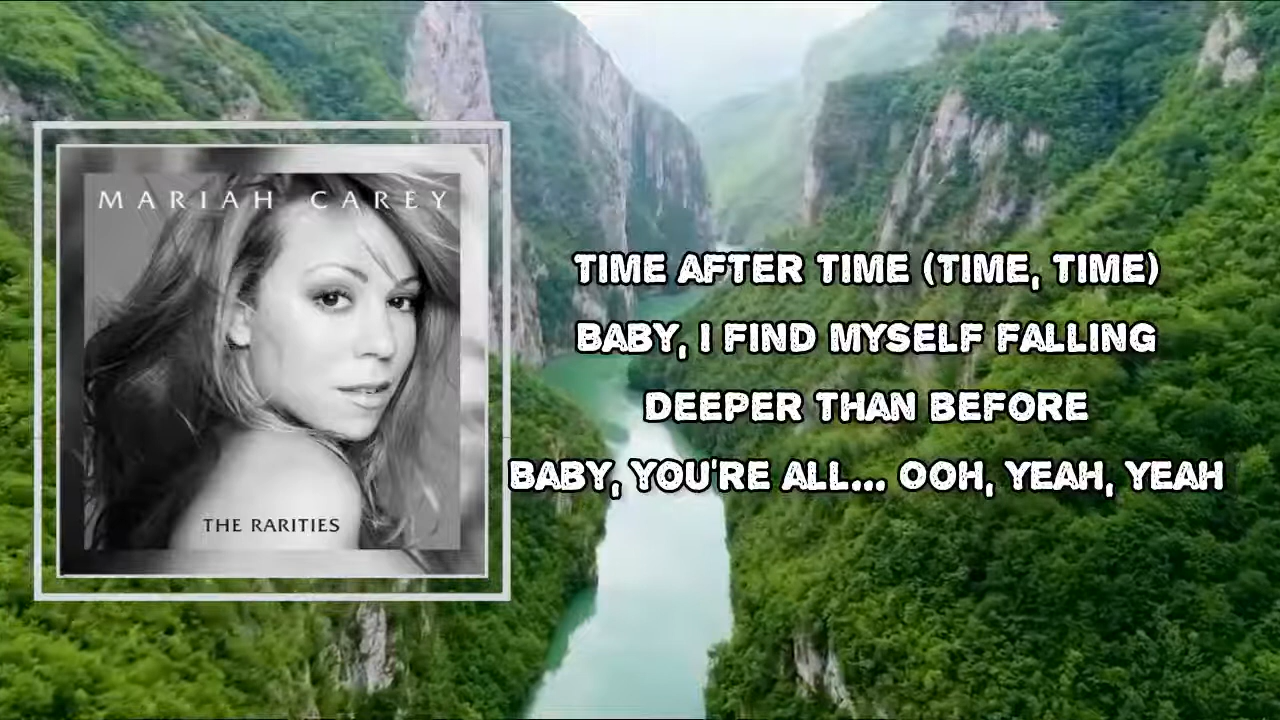 MARIAH CAREY
THE RARITIES
TIME AFTER TIME (TIME, TIME)
BABY, I FIND MYSELF FALLING
DEEPER THAN BEFORE
BABY, YOU'RE ALL... OOH, YEAH, YEAH